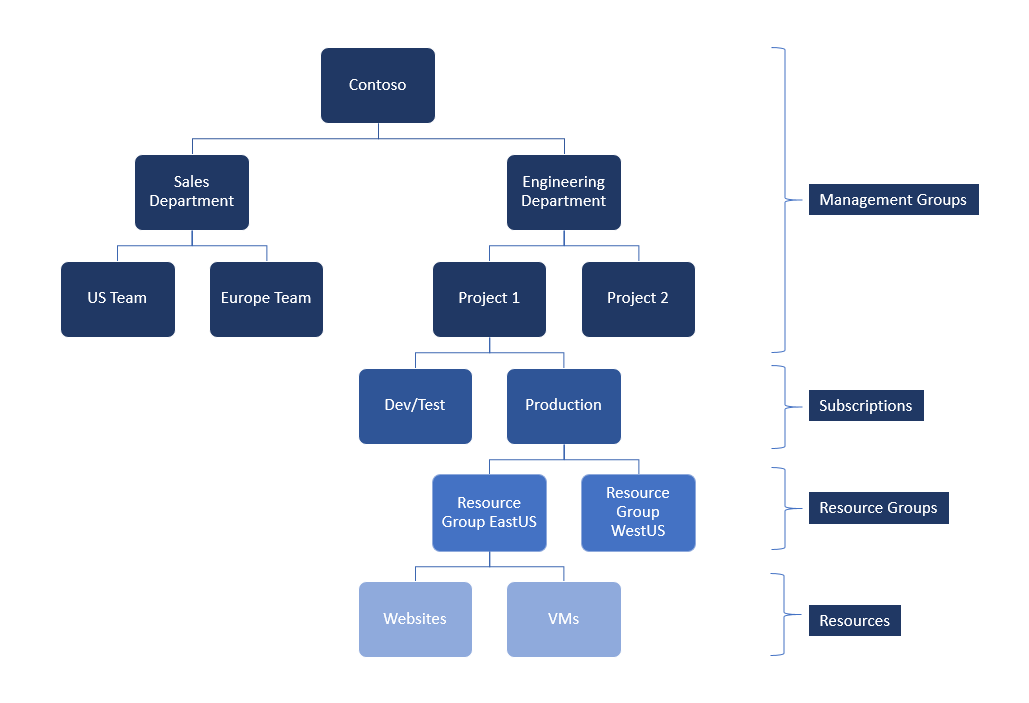 Contoso
Sales
Department
Engineering
Department
Management Groups
US Team
Europe Team
Project 1
Project 2
Dev/Test
Production
Subscriptions
Resource
Group EastUS
Resource
Group
WestUS
Resource Groups
Websites
VMs
Resources